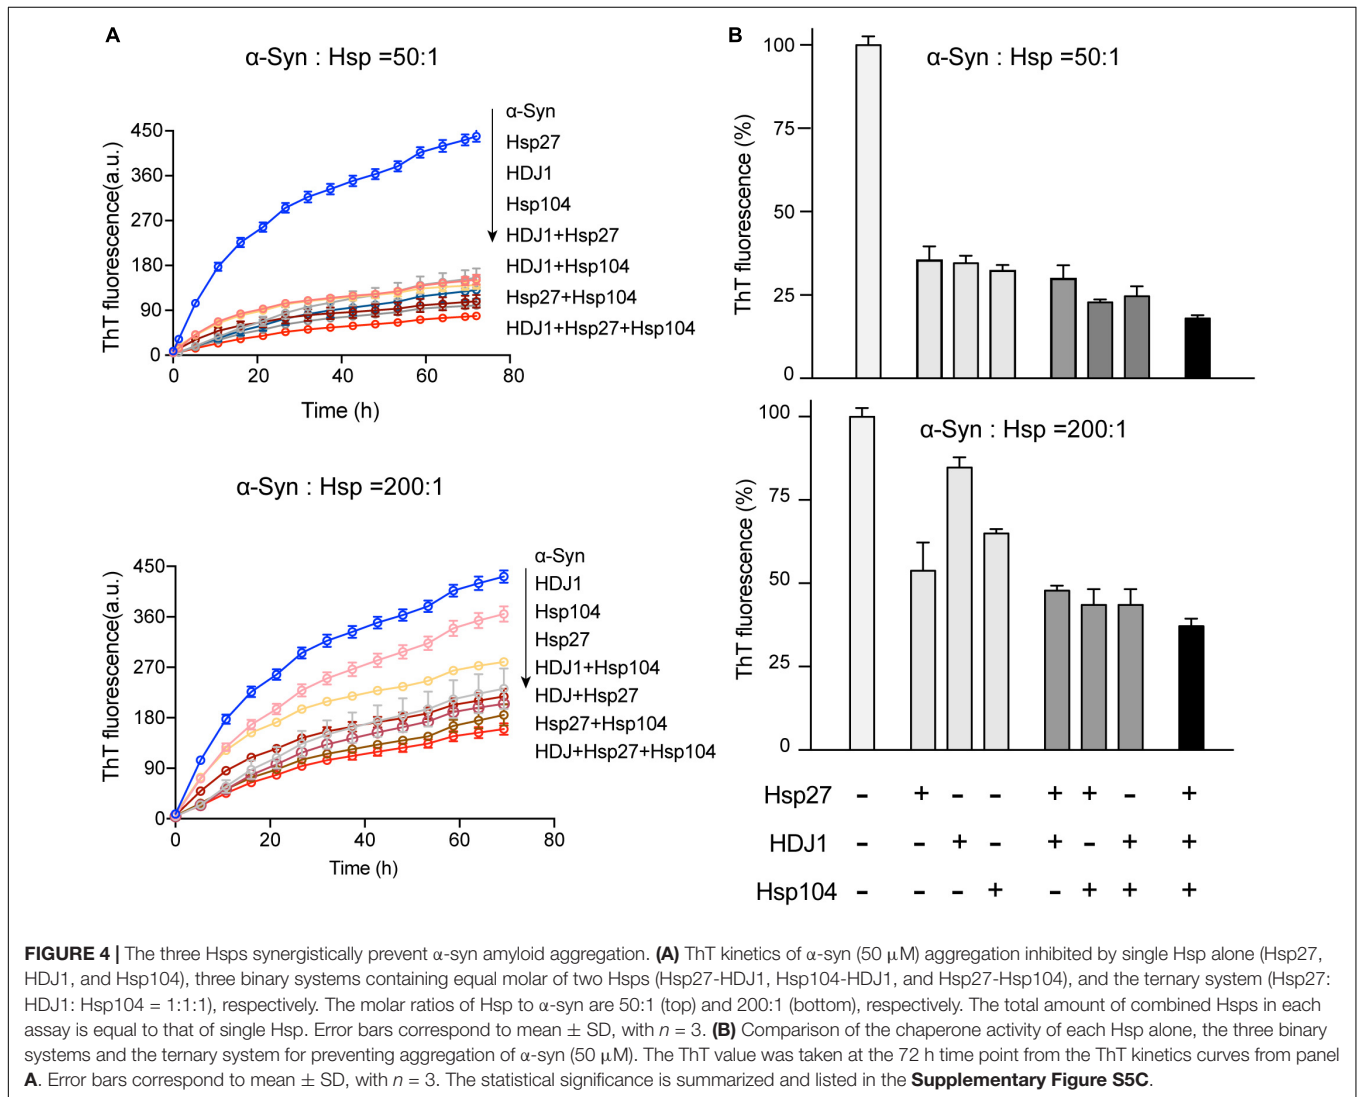 A
α-Syn : Hsp =50:1
ThT fluorescence(a.u.)
450
360
270
180
90
0
0
20
40
60
80
Time (h)
α-Syn
Hsp27
HDJ1
Hsp104
HDJ1+Hsp27
HDJ1+Hsp104
Hsp27+Hsp104
HDJ1+Hsp27+Hsp104
α-Syn : Hsp =200:1
ThT fluorescence(a.u.)
450
360
270
180
90
0
0
20
40
60
80
Time (h)
α-Syn
HDJ1
Hsp104
Hsp27
HDJ1+Hsp104
HDJ+Hsp27
Hsp27+Hsp104
HDJ+Hsp27+Hsp104
B
α-Syn : Hsp =50:1
ThT fluorescence (%)
100
75
50
25
0
α-Syn : Hsp =200:1
ThT fluorescence (%)
100
75
50
25
0
Hsp27 - + - - + + - +
HDJ1 - - + - + - + +
Hsp104 - - - + - + + +
FIGURE 4 | The three Hsps synergistically prevent α-syn amyloid aggregation. (A) ThT kinetics of α-syn (50 μM) aggregation inhibited by single Hsp alone (Hsp27,
HDJ1, and Hsp104), three binary systems containing equal molar of two Hsps (Hsp27-HDJ1, Hsp104-HDJ1, and Hsp27-Hsp104), and the ternary system (Hsp27:
HDJ1: Hsp104 = 1:1:1), respectively. The molar ratios of Hsp to α-syn are 50:1 (top) and 200:1 (bottom), respectively. The total amount of combined Hsps in each
assay is equal to that of single Hsp. Error bars correspond to mean ± SD, with n = 3. (B) Comparison of the chaperone activity of each Hsp alone, the three binary
systems and the ternary system for preventing aggregation of α-syn (50 μM). The ThT value was taken at the 72 h time point from the ThT kinetics curves from panel
A. Error bars correspond to mean ± SD, with n = 3. The statistical significance is summarized and listed in the Supplementary Figure S5C.